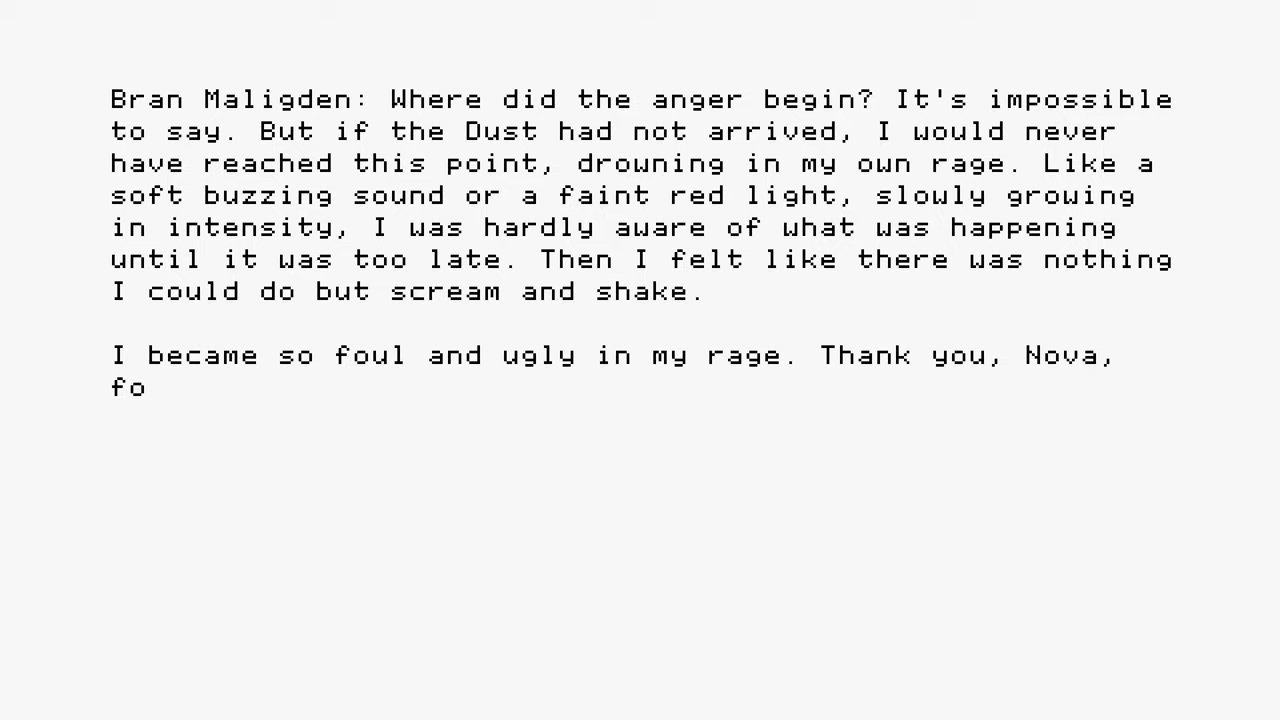 Bran Maligden: Where did the anger begin? It's impossible
to say. But if the Dust had not arrived, I would never
have reached this point, drowning in my own rage. Like a
soft buzzing sound or a faint red light, slowly growing
in intensity, I was hardly aware of what was happening
until it was too late. Then I felt like there was nothing
I could do but scream and shake.
I became so foul and ugly in my rage. Thank you, Nova,
fo